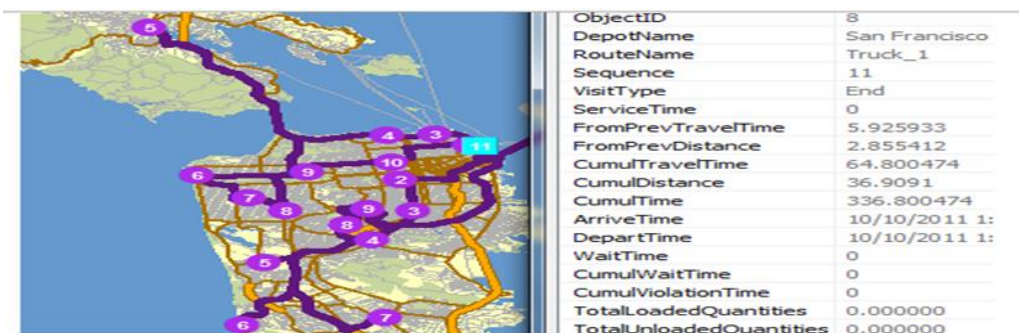 5
4
3
11
10
9
6
2
7
8
9
3
8
4
5
7
6
ObjectID 8
DepotName San Francisco
RouteName Truck_1
Sequence 11
VisitType End
ServiceTime 0
FromPrevTravelTime 5.925933
FromPrevDistance 2.855412
CumulTravelTime 64.800474
CumulDistance 36.9091
CumulTime 336.800474
ArriveTime 10/10/2011 1:
DepartTime 10/10/2011 1:
WaitTime 0
CumulWaitTime 0
CumulViolationTime 0
TotalLoadedQuantities 0.000000
TotalUnloadedQuantities 0.000000